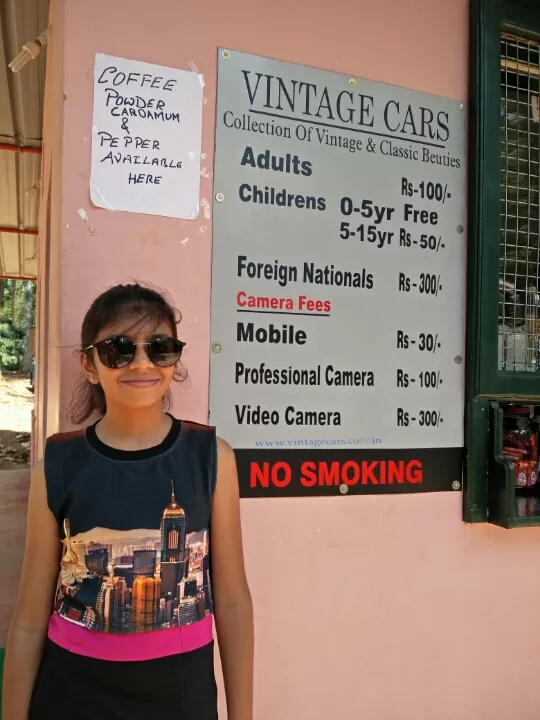 COFFEE
POWDER
CARDAMUM
&
PEPPER
AVAILABLE
HERE
VINTAGE CARS
Collection Of Vintage & Classic Beuties
Adults Rs-100/-
Childrens 0-5yr Free
5-15yr Rs-50/-
Foreign Nationals Rs-300/-
Camera Fees
Mobile Rs-30/-
Professional Camera Rs-100/-
Video Camera Rs-300/-
NO SMOKING